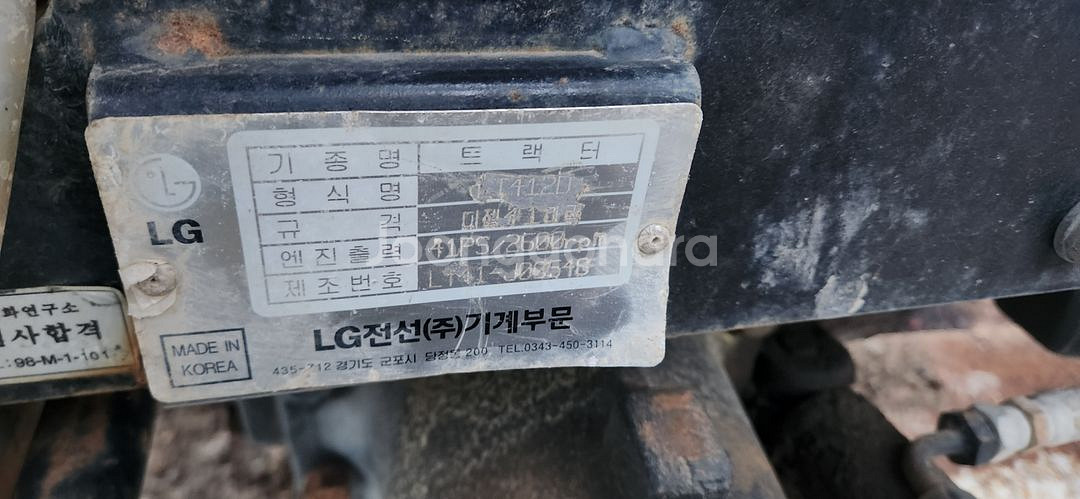 기종명 트랙터
형식명 LT412D
규격
엔진출력 41PS/2600rpm
제조번호
LG
LG전선(주)기계부문
MADE IN
KOREA
435-712 경기도 군포시 당정동 200 TEL.0343-450-3114
화연구소
사합격
98-M-1-101